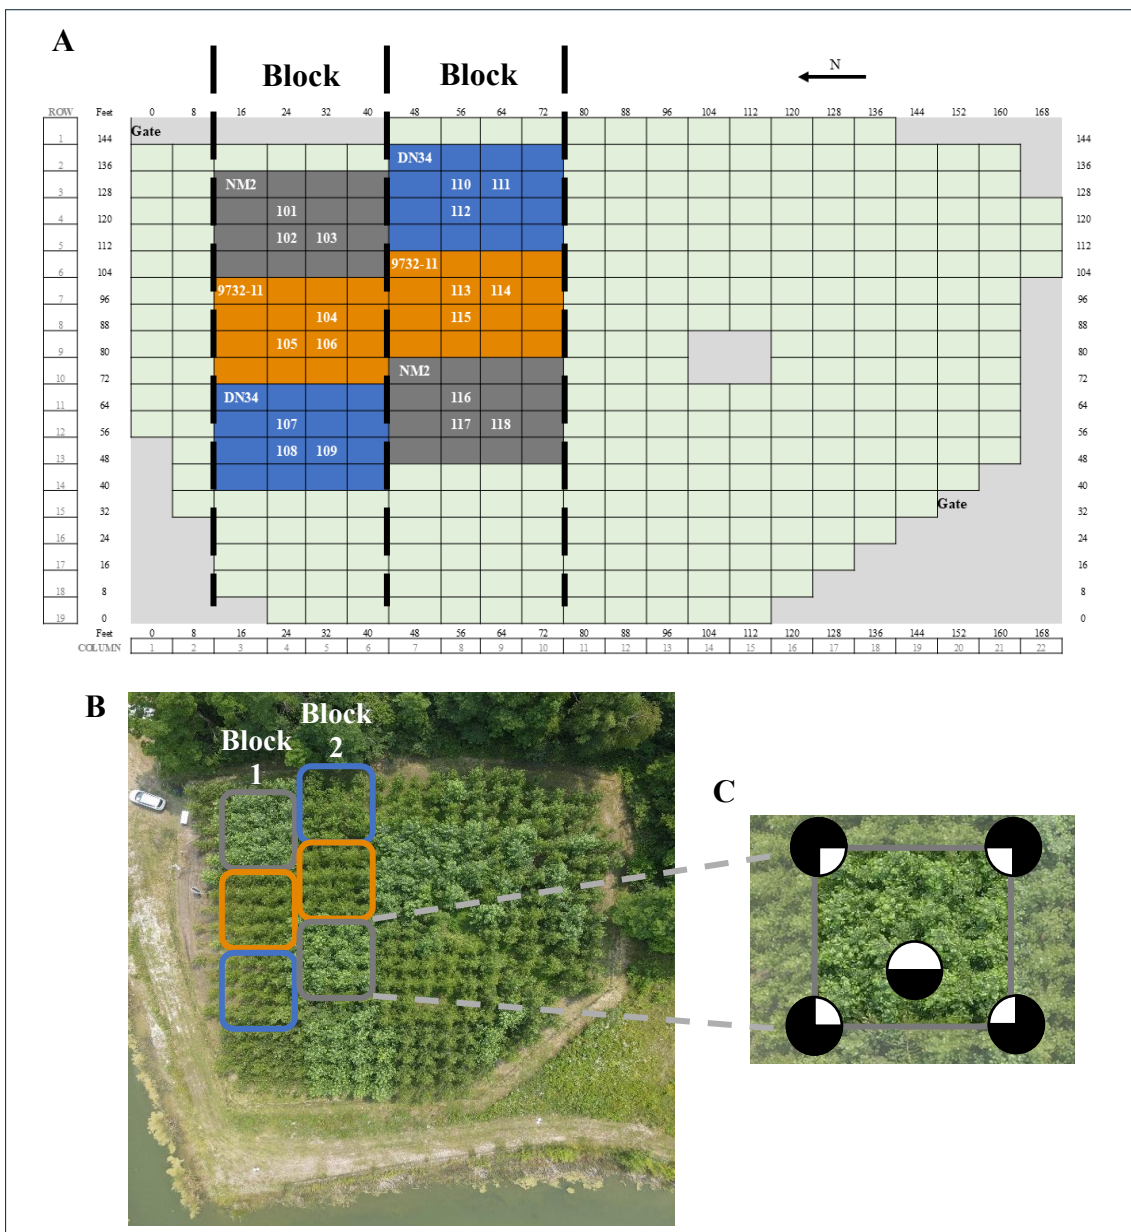 A
Block Block
N
ROW Feet 0 8 16 24 32 40 48 56 64 72 80 88 96 104 112 120 128 136 144 152 160 168
Gate
1 144 144
2 136 DN34 136
3 128 NM2 110 111 128
4 120 101 112 120
5 112 102 103 112
6 104 9732-11 104
7 96 9732-11 113 114 96
8 88 104 115 88
9 80 105 106 80
10 72 NM2 72
11 64 DN34 116 64
12 56 107 117 118 56
13 48 108 109 48
14 40 40
15 32 Gate 32
16 24 24
17 16 16
18 8 8
19 0 0
Feet 0 8 16 24 32 40 48 56 64 72 80 88 96 104 112 120 128 136 144 152 160 168
COLUMN 1 2 3 4 5 6 7 8 9 10 11 12 13 14 15 16 17 18 19 20 21 22
B
Block
1
Block
2
C